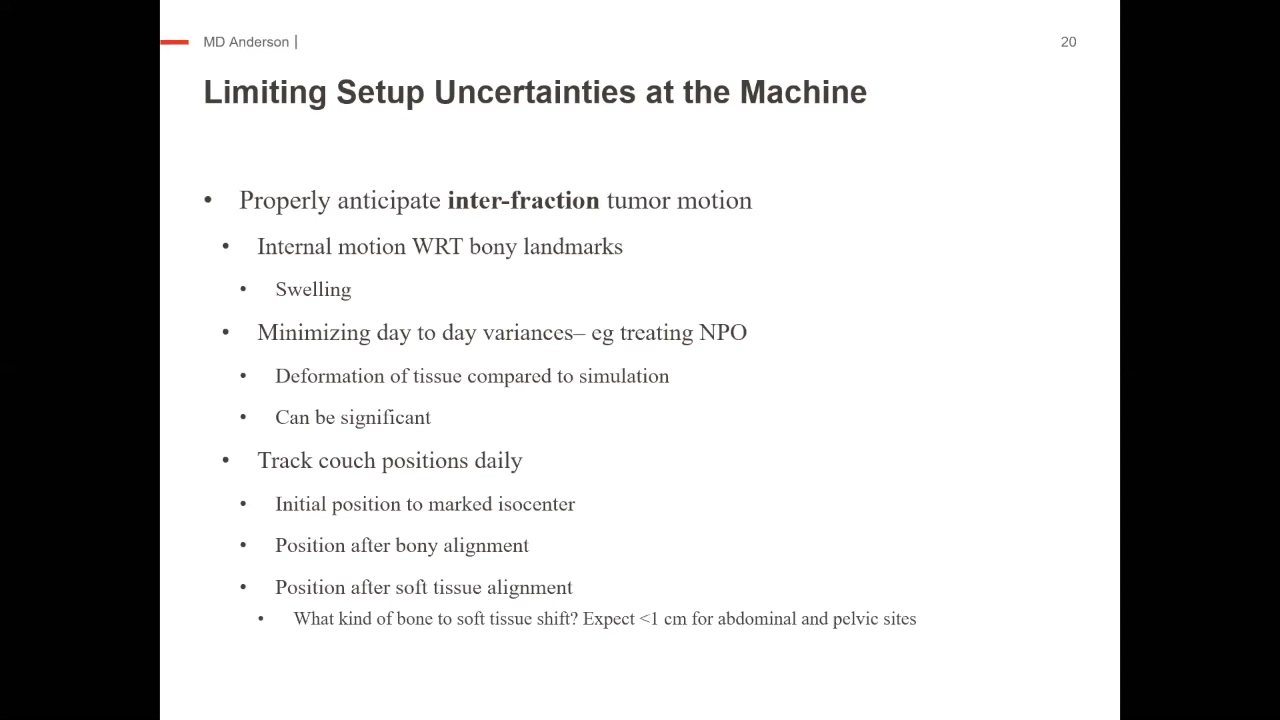 MD Anderson |
20
Limiting Setup Uncertainties at the Machine
• Properly anticipate inter-fraction tumor motion
• Internal motion WRT bony landmarks
• Swelling
• Minimizing day to day variances– eg treating NPO
• Deformation of tissue compared to simulation
• Can be significant
• Track couch positions daily
• Initial position to marked isocenter
• Position after bony alignment
• Position after soft tissue alignment
• What kind of bone to soft tissue shift? Expect <1 cm for abdominal and pelvic sites